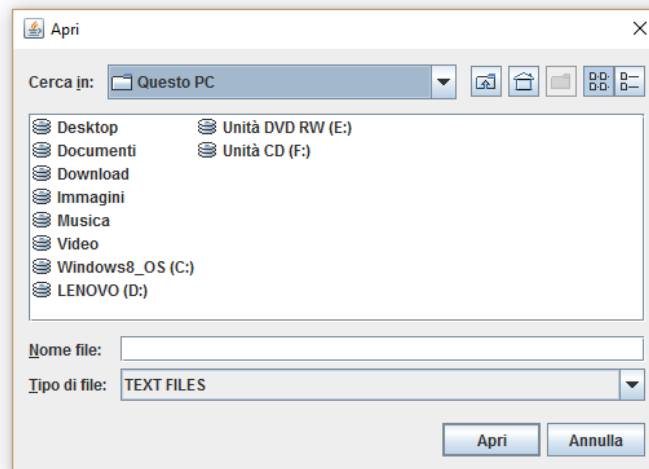 Apri
Cerca in: Questo PC
Desktop
Documenti
Download
Immagini
Musica
Video
Windows8_OS (C:)
LENOVO (D:)
Unità DVD RW (E:)
Unità CD (F:)
Nome file:
Tipo di file: TEXT FILES
Apri Annulla